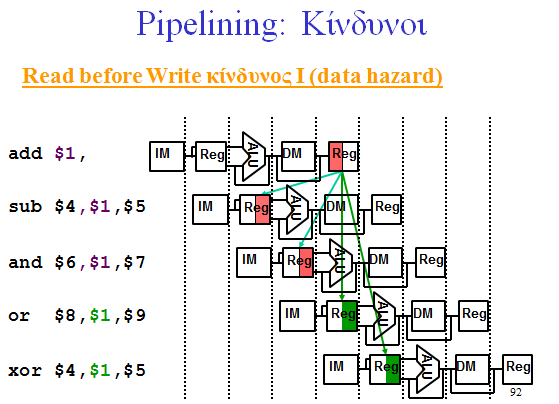 Pipelining: Κίνδυνοι
Read before Write κίνδυνος I (data hazard)
add $1, IM Reg ALU DM Reg
sub $4,$1,$5 IM Reg ALU DM Reg
and $6,$1,$7 IM Reg ALU DM Reg
or $8,$1,$9 IM Reg ALU DM Reg
xor $4,$1,$5 IM Reg ALU DM Reg
92